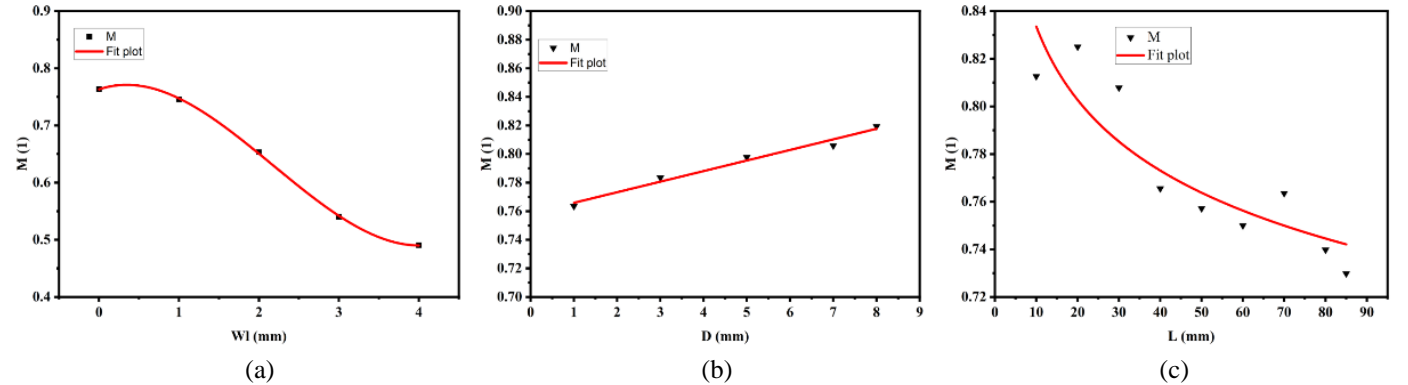 0.9
0.8
0.7
0.6
0.5
0.4
M (1)
M
Fit plot
0 1 2 3 4
Wl (mm)
(a)
0.90
0.88
0.86
0.84
0.82
0.80
0.78
0.76
0.74
0.72
0.70
M (1)
M
Fit plot
0 1 2 3 4 5 6 7 8 9
D (mm)
(b)
0.84
0.82
0.80
0.78
0.76
0.74
0.72
M (1)
M
Fit plot
0 10 20 30 40 50 60 70 80 90
L (mm)
(c)